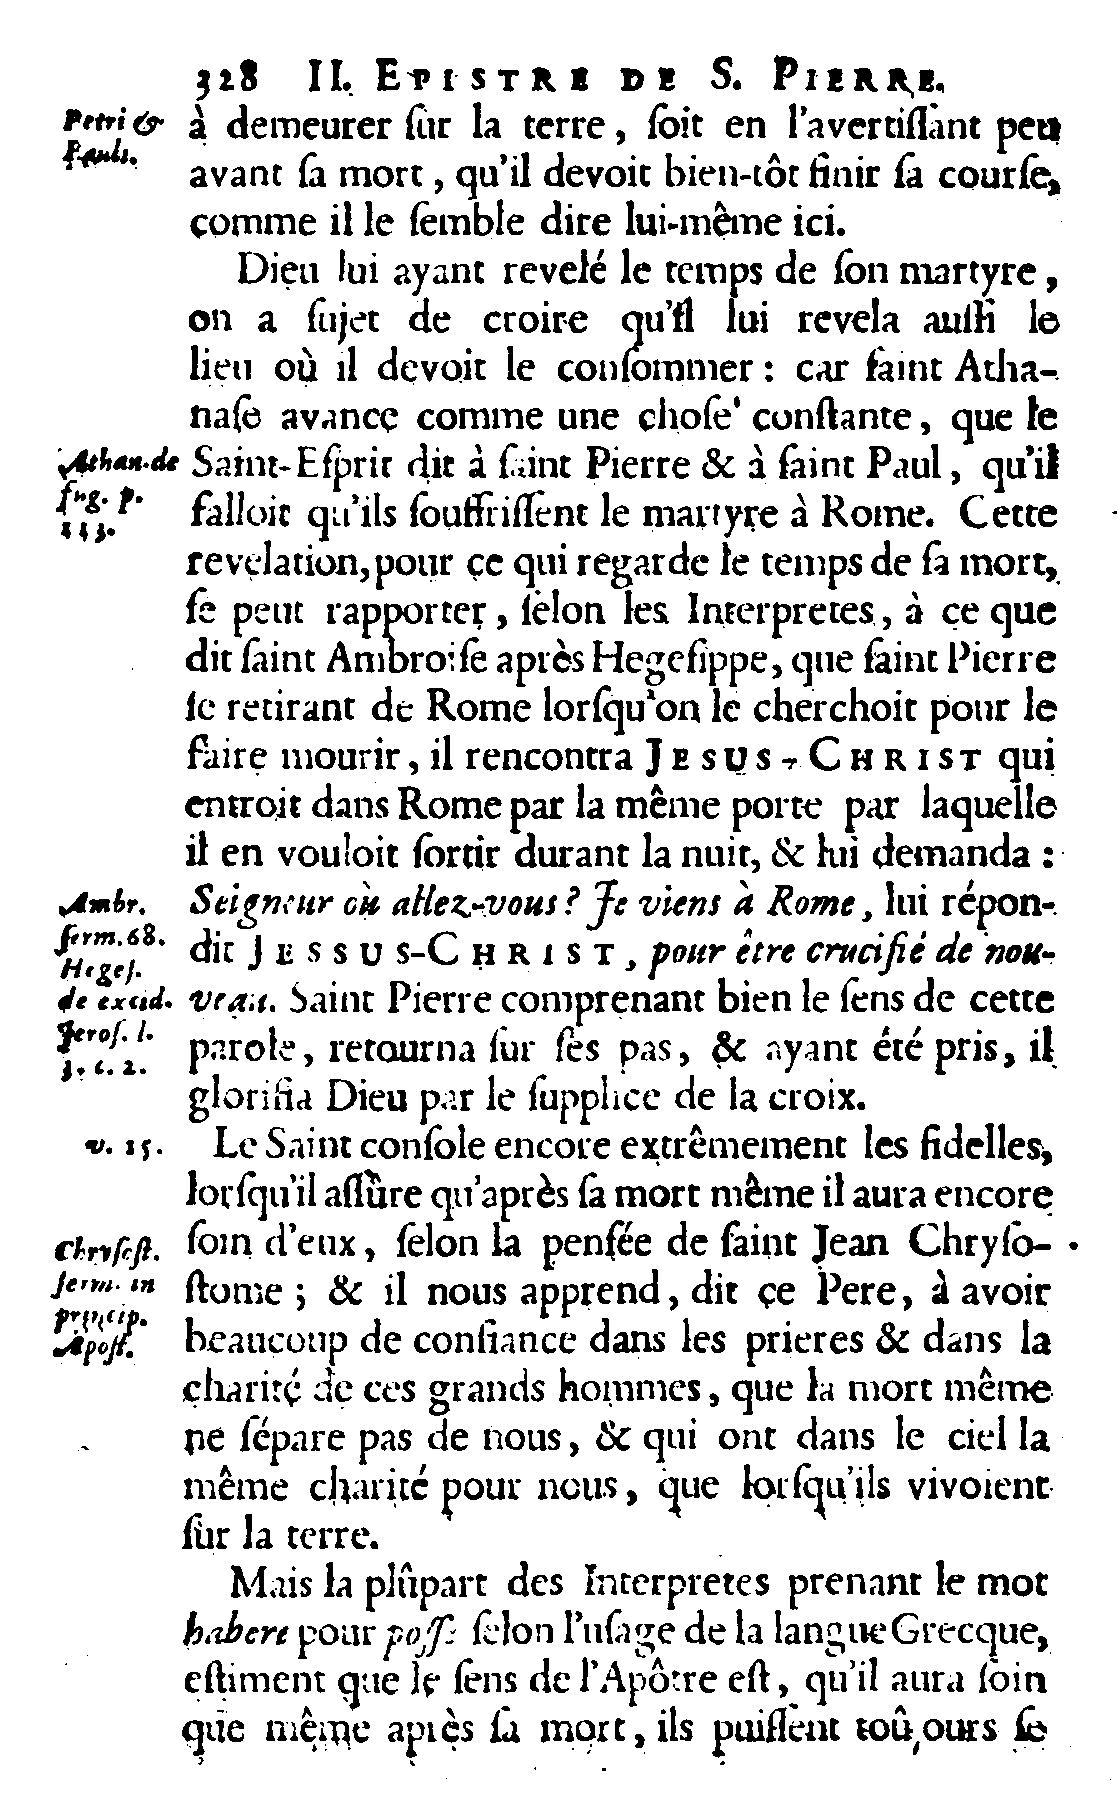 328 II. EPISTRE DE S. PIERRE.
Petri &
Pauli.
à demeurer ſur la terre, ſoit en l'avertiſſant peu
avant ſa mort, qu'il devoit bien-tôt finir ſa courſe,
comme il le ſemble dire lui-même ici.
Dieu lui ayant revelé le temps de ſon martyre,
on a ſujet de croire qu'il lui revela auſſi le
lieu où il devoit le conſommer : car ſaint Atha-
naſe avance comme une choſe constante, que le
Athan. de
fug. p.
Saint-Eſprit dit à ſaint Pierre & à ſaint Paul, qu'il
falloit qu'ils ſouffriſſent le martyre à Rome. Cette
revelation, pour ce qui regarde le temps de ſa mort,
ſe peut rapporter, ſelon les Interpretes, à ce que
dit ſaint Ambroiſe après Hegeſippe, que ſaint Pierre
ſe retirant de Rome lorſqu'on le cherchoit pour le
faire mourir, il rencontra JESUS-CHRIST qui
entroit dans Rome par la même porte par laquelle
il en vouloit ſortir durant la nuit, & lui demanda :
Ambr.
ſerm. 68.
Hegeſ.
de excid.
Jeroſ. l.
3. c. 2.
Seigneur où allez-vous ? Je viens à Rome, lui répon-
dit JESSUS-CHRIST, pour être crucifié de nou-
veau. Saint Pierre comprenant bien le ſens de cette
parole, retourna ſur ſes pas, & ayant été pris, il
glorifia Dieu par le ſupplice de la croix.
v. 15.
Le Saint conſole encore extrêmement les fidelles,
lorſqu'il aſſûre qu'après ſa mort même il aura encore
Chryſoſt.
ſerm. in
princip.
Apoſt.
ſoin d'eux, ſelon la penſée de ſaint Jean Chryſo-
ſtome ; & il nous apprend, dit ce Pere, à avoir
beaucoup de confiance dans les prieres & dans la
charité de ces grands hommes, que la mort même
ne ſépare pas de nous, & qui ont dans le ciel la
même charité pour nous, que lorſqu'ils vivoient
ſur la terre.
Mais la plûpart des Interpretes prenant le mot
habere pour poſſe ſelon l'uſage de la langue Grecque,
eſtiment que le ſens de l'Apôtre eſt, qu'il aura ſoin
que même après ſa mort, ils puiſſent toûjours ſe